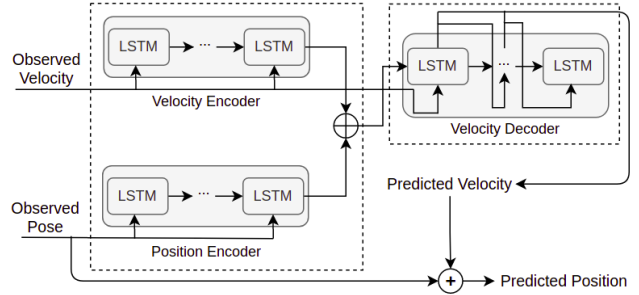 Observed
Velocity
LSTM
...
LSTM
Velocity Encoder
LSTM
...
LSTM
Velocity Decoder
Observed
Pose
LSTM
...
LSTM
Position Encoder
Predicted Velocity
+
Predicted Position